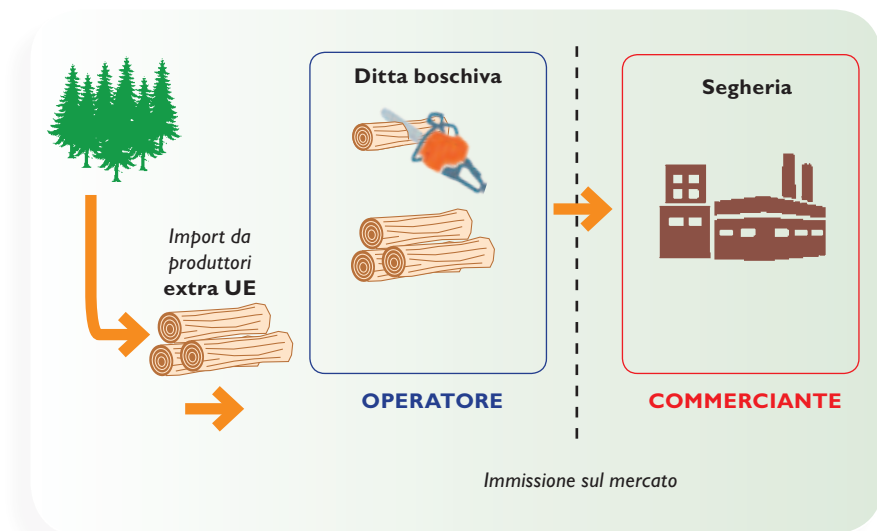 Ditta boschiva
Segheria
Import da
produttori
extra UE
OPERATORE
COMMERCIANTE
Immissione sul mercato